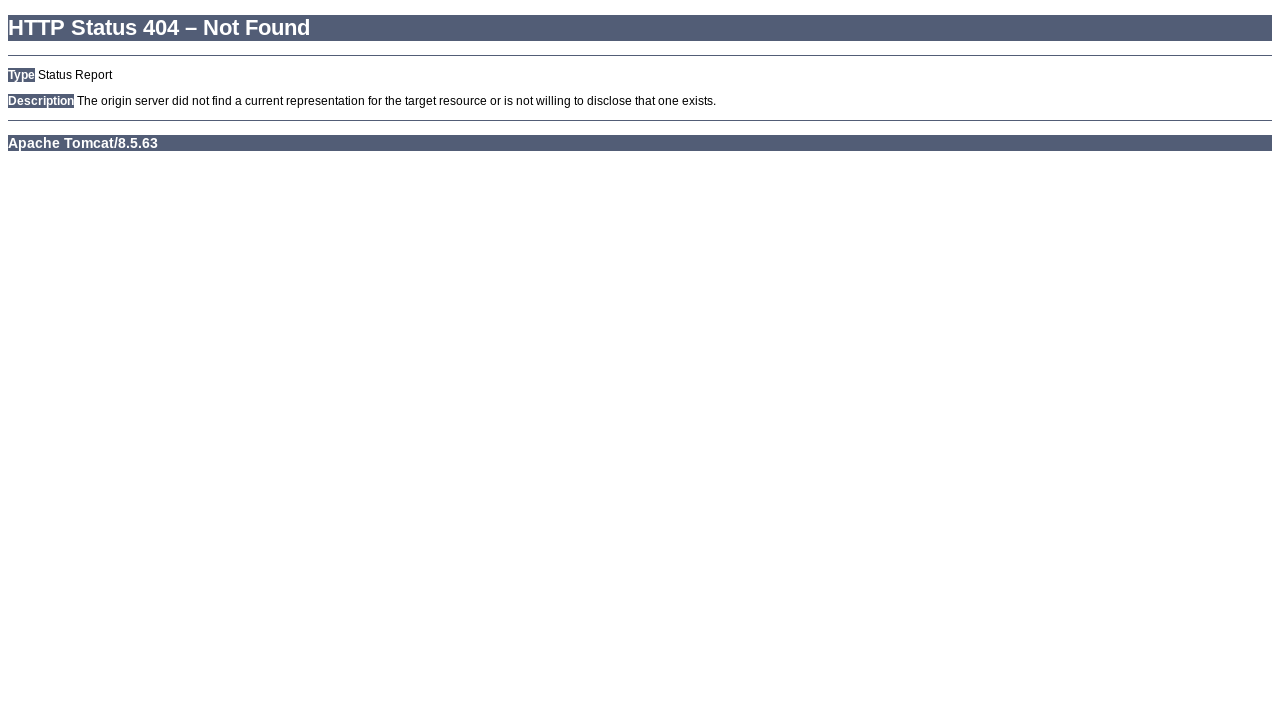 HTTP Status 404 – Not Found
Type Status Report
Description The origin server did not find a current representation for the target resource or is not willing to disclose that one exists.
Apache Tomcat/8.5.63